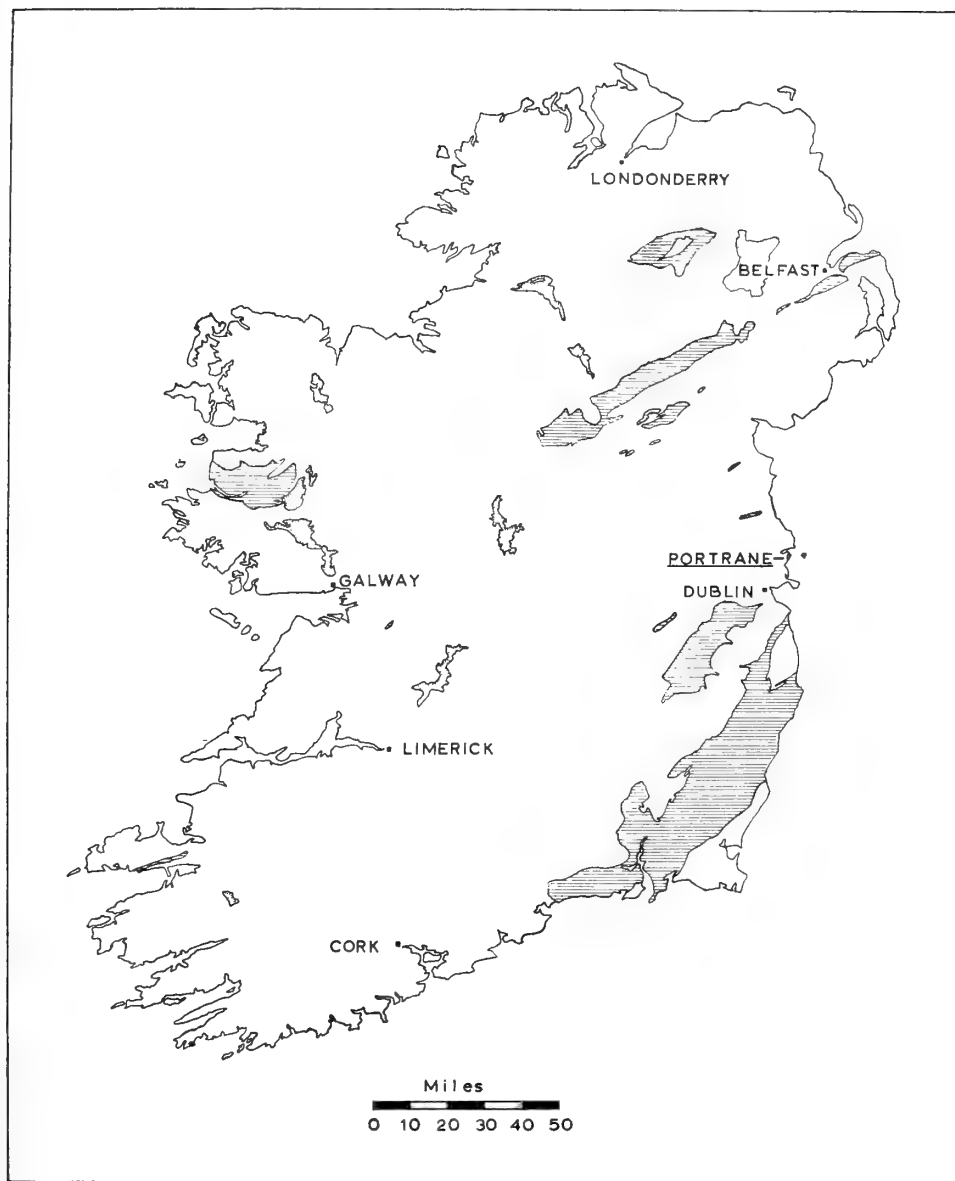 LONDONDERRY
BELFAST
PORTRANE
DUBLIN
GALWAY
LIMERICK
CORK
Miles
0 10 20 30 40 50